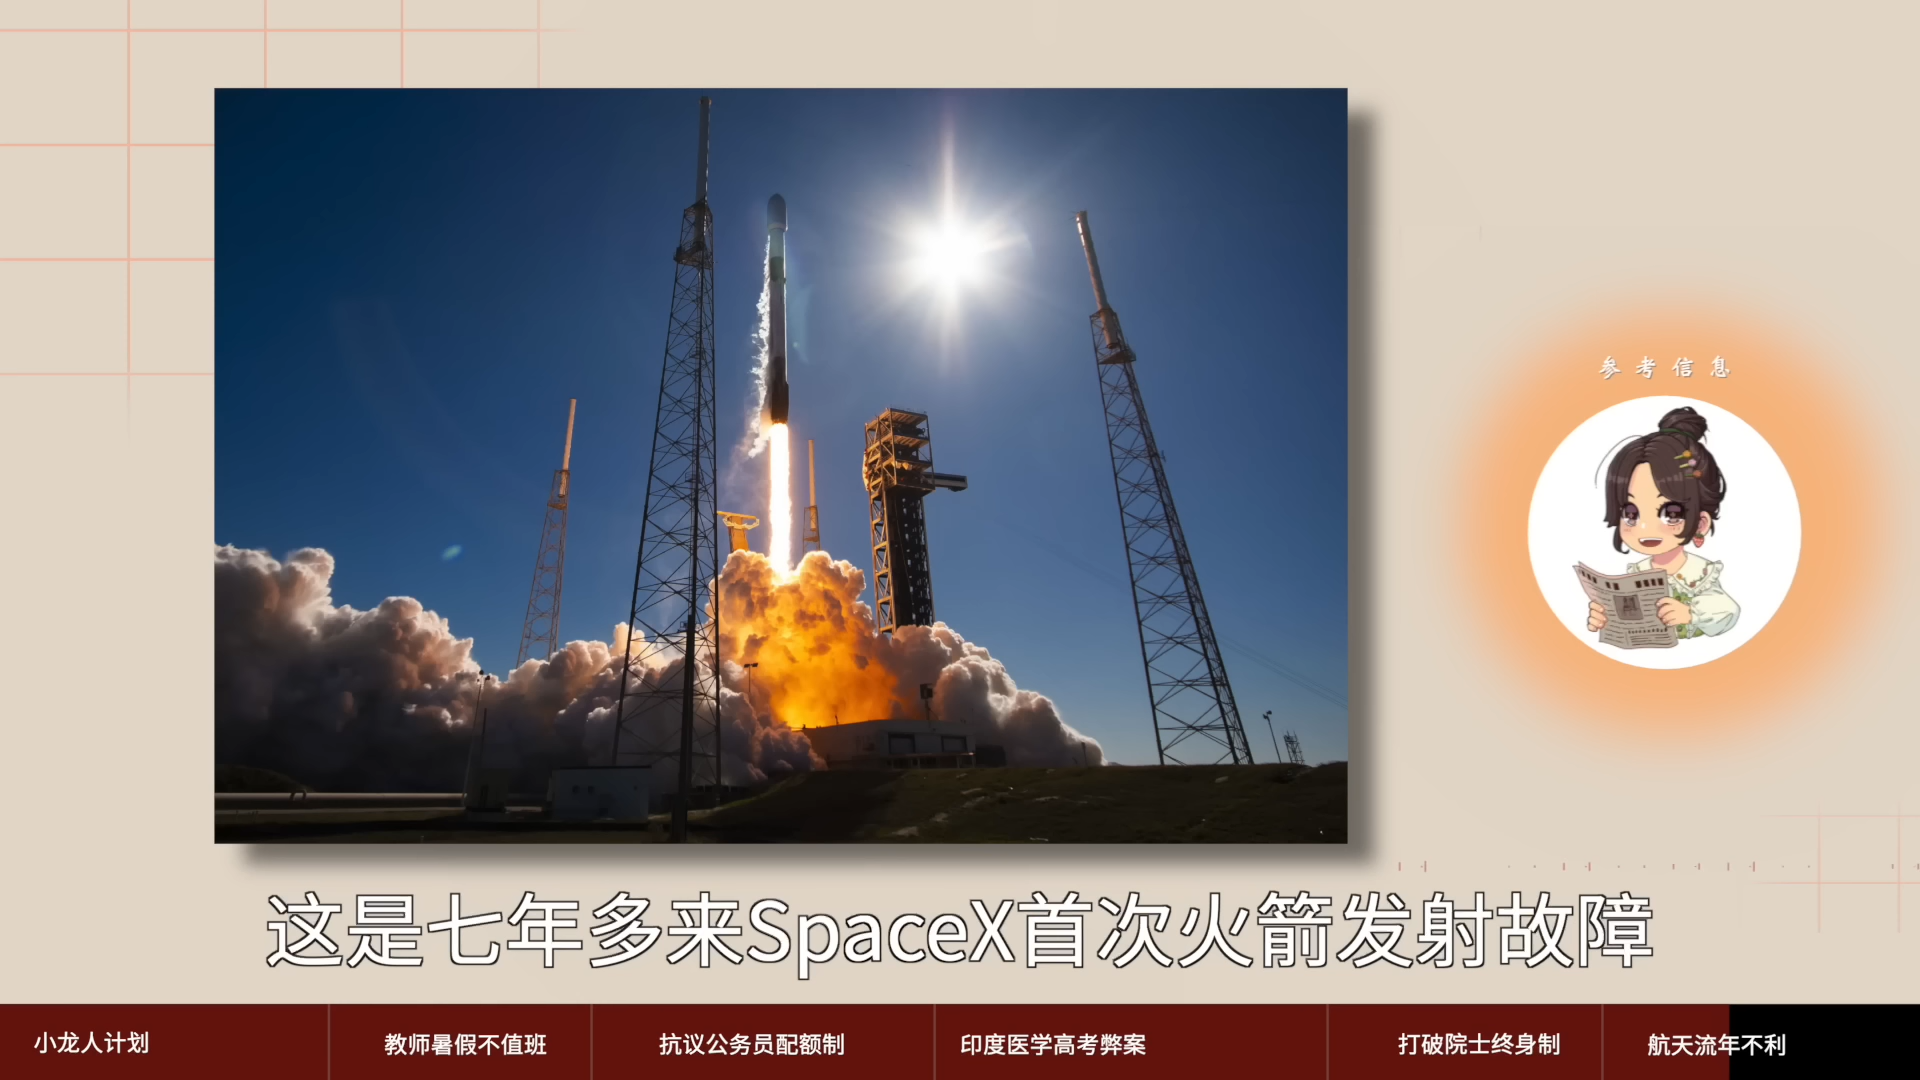 参考信息
这是七年多来SpaceX首次火箭发射故障
小龙人计划
教师暑假不值班
抗议公务员配额制
印度医学高考弊案
打破院士终身制
航天流年不利